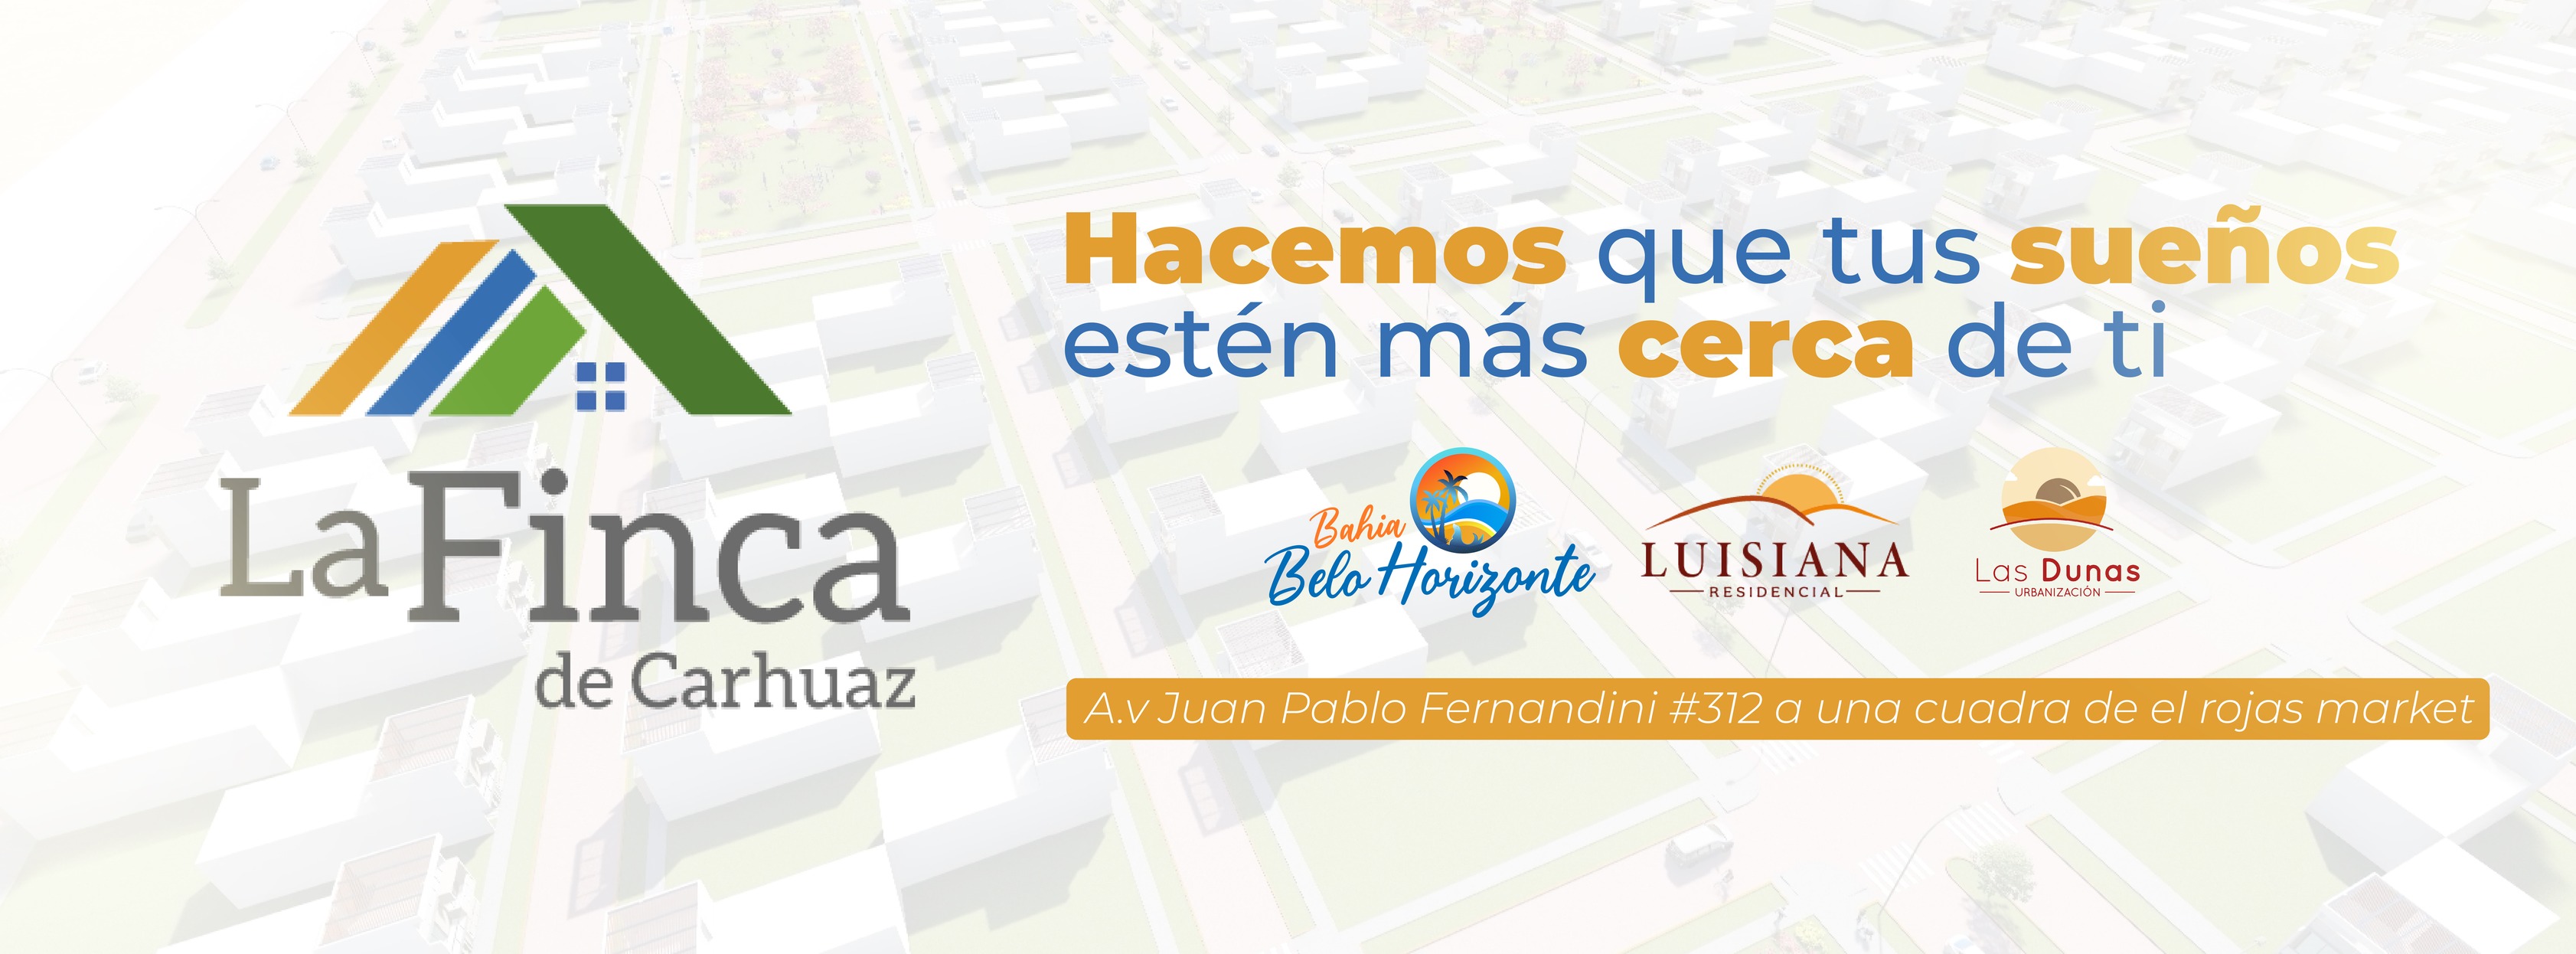 La Finca
de Carhuaz
Hacemos que tus sueños
estén más cerca de ti
Bahia
Belo Horizonte
LUISIANA
RESIDENCIAL
Las Dunas
URBANIZACIÓN
A.v Juan Pablo Fernandini #312 a una cuadra de el rojas market